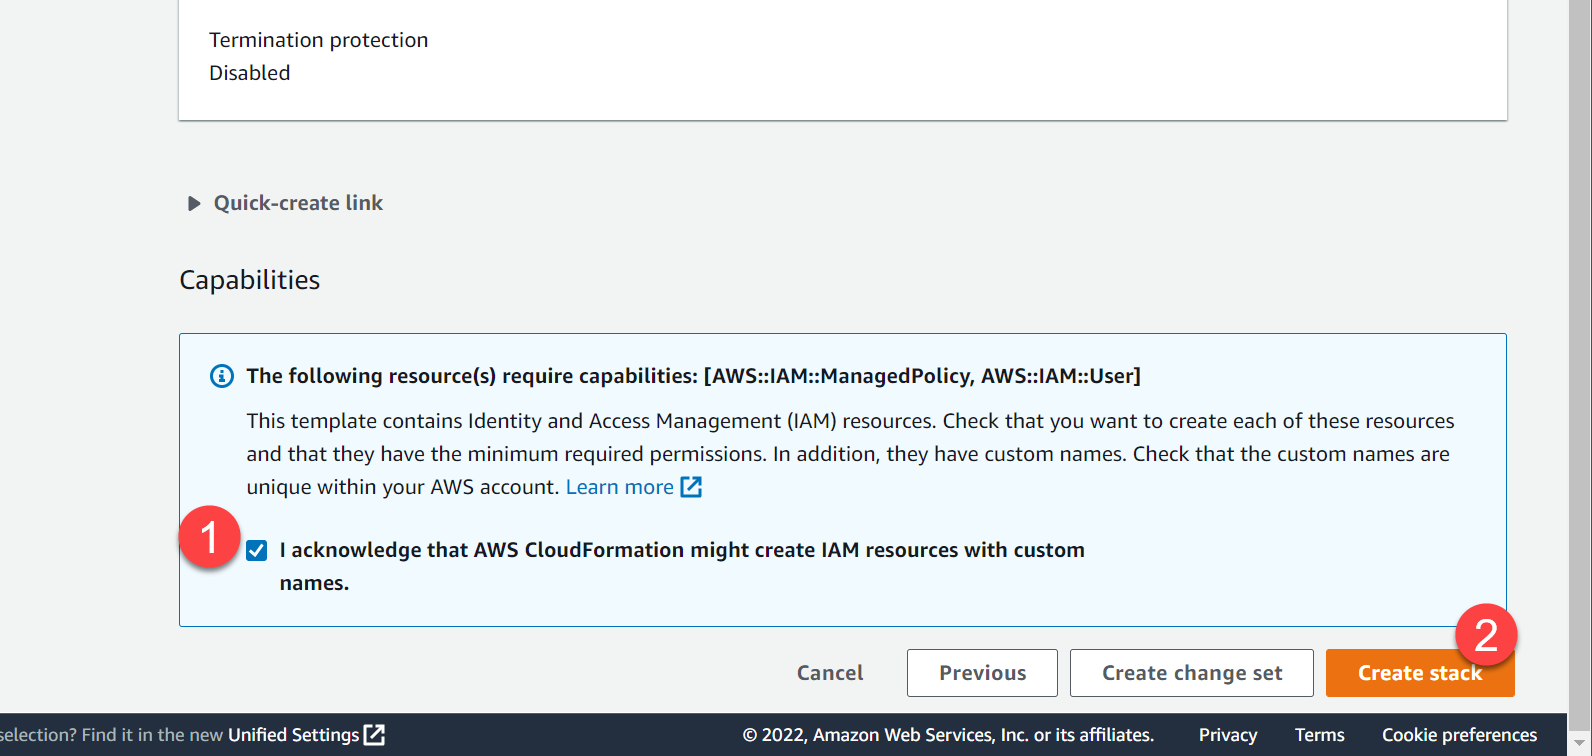 Termination protection
Disabled
Quick-create link
Capabilities
The following resource(s) require capabilities: [AWS::IAM::ManagedPolicy, AWS::IAM::User]
This template contains Identity and Access Management (IAM) resources. Check that you want to create each of these resources
and that they have the minimum required permissions. In addition, they have custom names. Check that the custom names are
unique within your AWS account. Learn more
1
I acknowledge that AWS CloudFormation might create IAM resources with custom
names.
2
Cancel Previous Create change set Create stack
selection? Find it in the new Unified Settings © 2022, Amazon Web Services, Inc. or its affiliates. Privacy Terms Cookie preferences